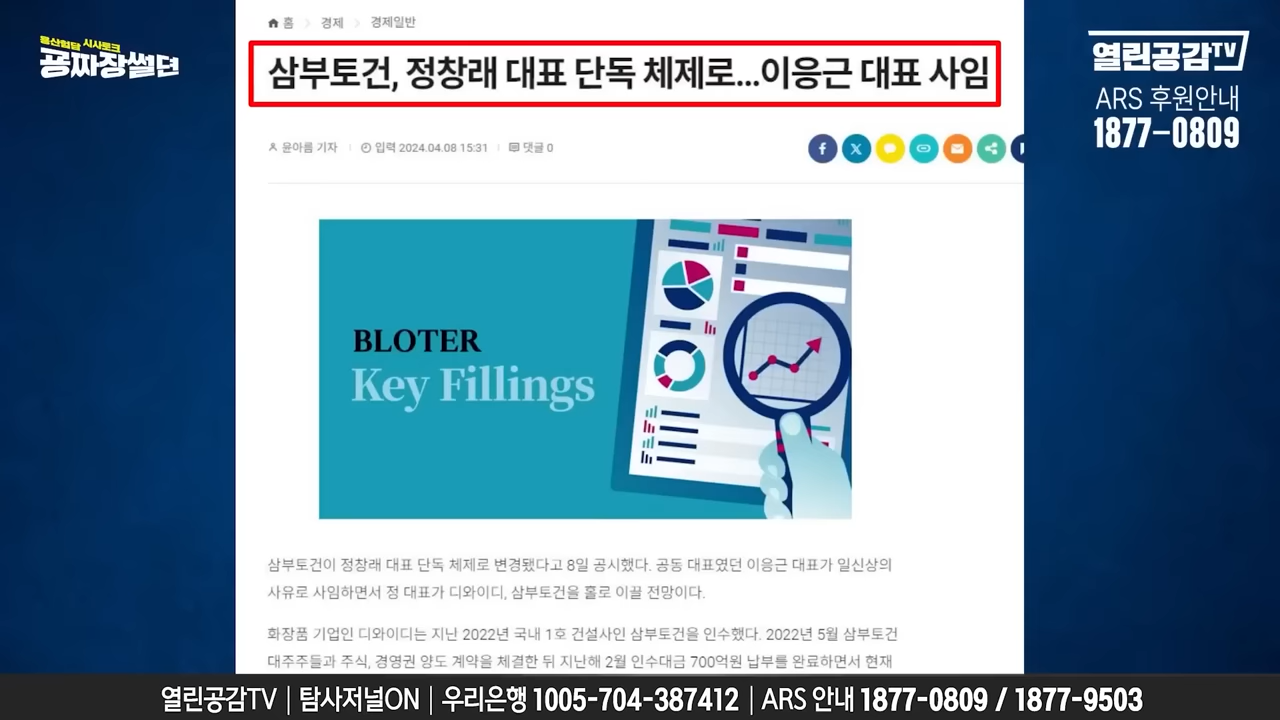 용산험담 시사토크
공짜장썰뎐
열린공감TV
ARS 후원안내
1877-0809
홈 > 경제 > 경제일반
삼부토건, 정창래 대표 단독 체제로...이응근 대표 사임
윤아름 기자 입력 2024.04.08 15:31 댓글 0
BLOTER
Key Fillings
삼부토건이 정창래 대표 단독 체제로 변경됐다고 8일 공시했다. 공동 대표였던 이응근 대표가 일신상의
사유로 사임하면서 정 대표가 디와이디, 삼부토건을 홀로 이끌 전망이다.
화장품 기업인 디와이디는 지난 2022년 국내 1호 건설사인 삼부토건을 인수했다. 2022년 5월 삼부토건
대주주들과 주식, 경영권 양도 계약을 체결한 뒤 지난해 2월 인수대금 700억원 납부를 완료하면서 현재
열린공감TV | 탐사저널ON | 우리은행 1005-704-387412 | ARS 안내 1877-0809 / 1877-9503